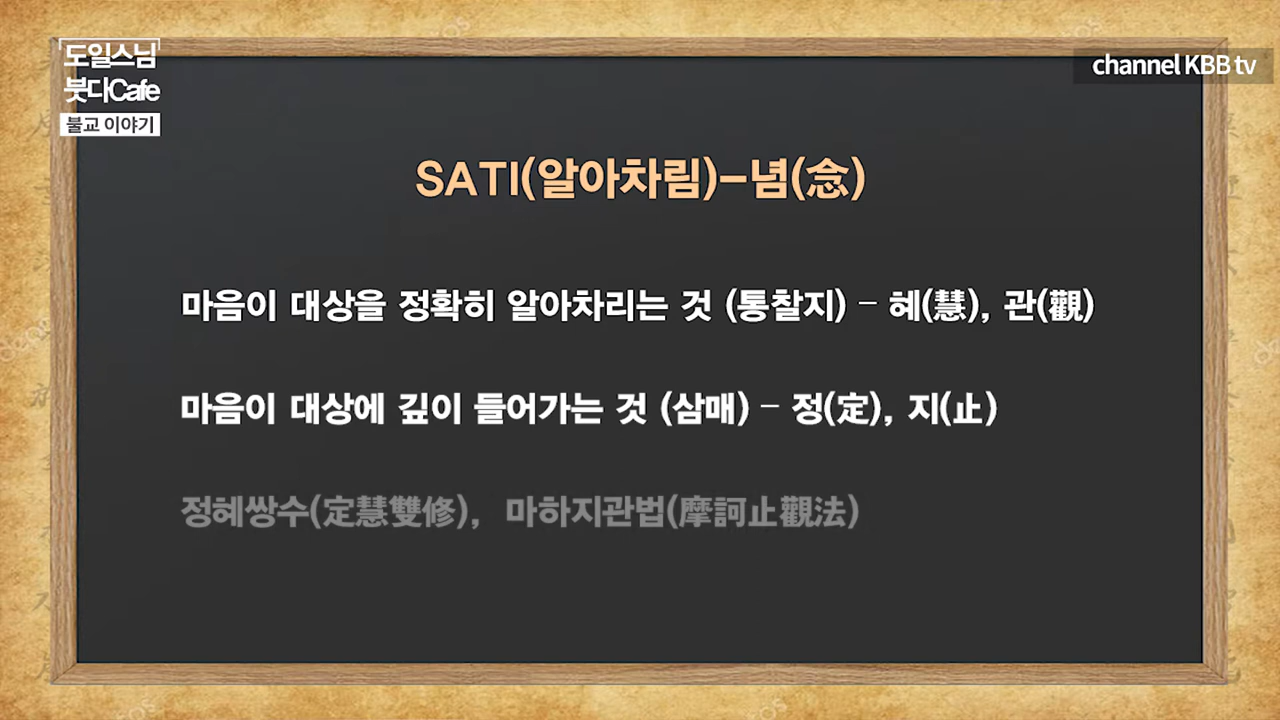 도일스님
붓다Cafe
불교 이야기
channel KBB tv
SATI(알아차림)-념(念)
마음이 대상을 정확히 알아차리는 것 (통찰지) - 혜(慧), 관(觀)
마음이 대상에 깊이 들어가는 것 (삼매) - 정(定), 지(止)
정혜쌍수(定慧雙修), 마하지관법(摩訶止觀法)